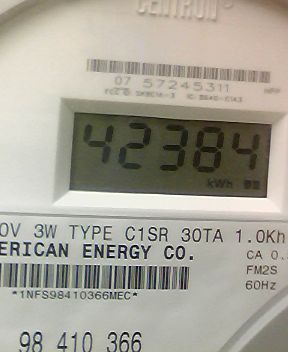 CENTRON®
07 57245311
42384
kWh
0V 3W TYPE C1SR 30TA 1.0Kh
ERICAN ENERGY CO.
CA 0.
FM2S
*1NFS98410366MEC*
60Hz
98 410 366